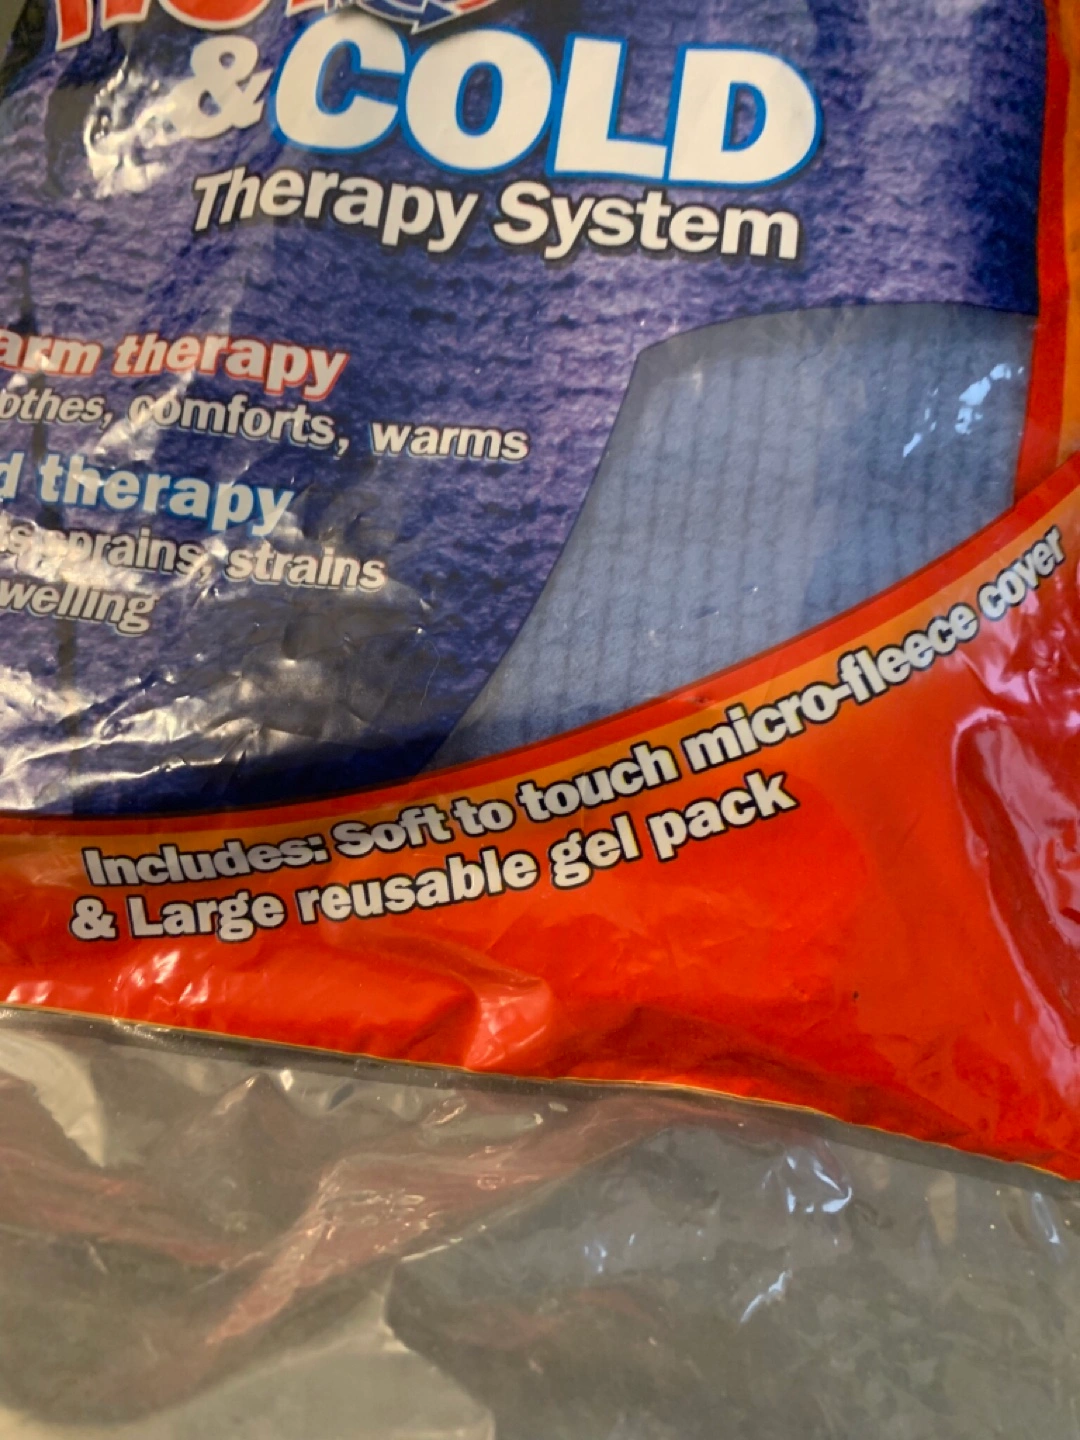 & COLD
Therapy System
arm therapy
othes, comforts, warms
d therapy
sprains, strains
welling
Includes: Soft to touch micro-fleece cover
& Large reusable gel pack